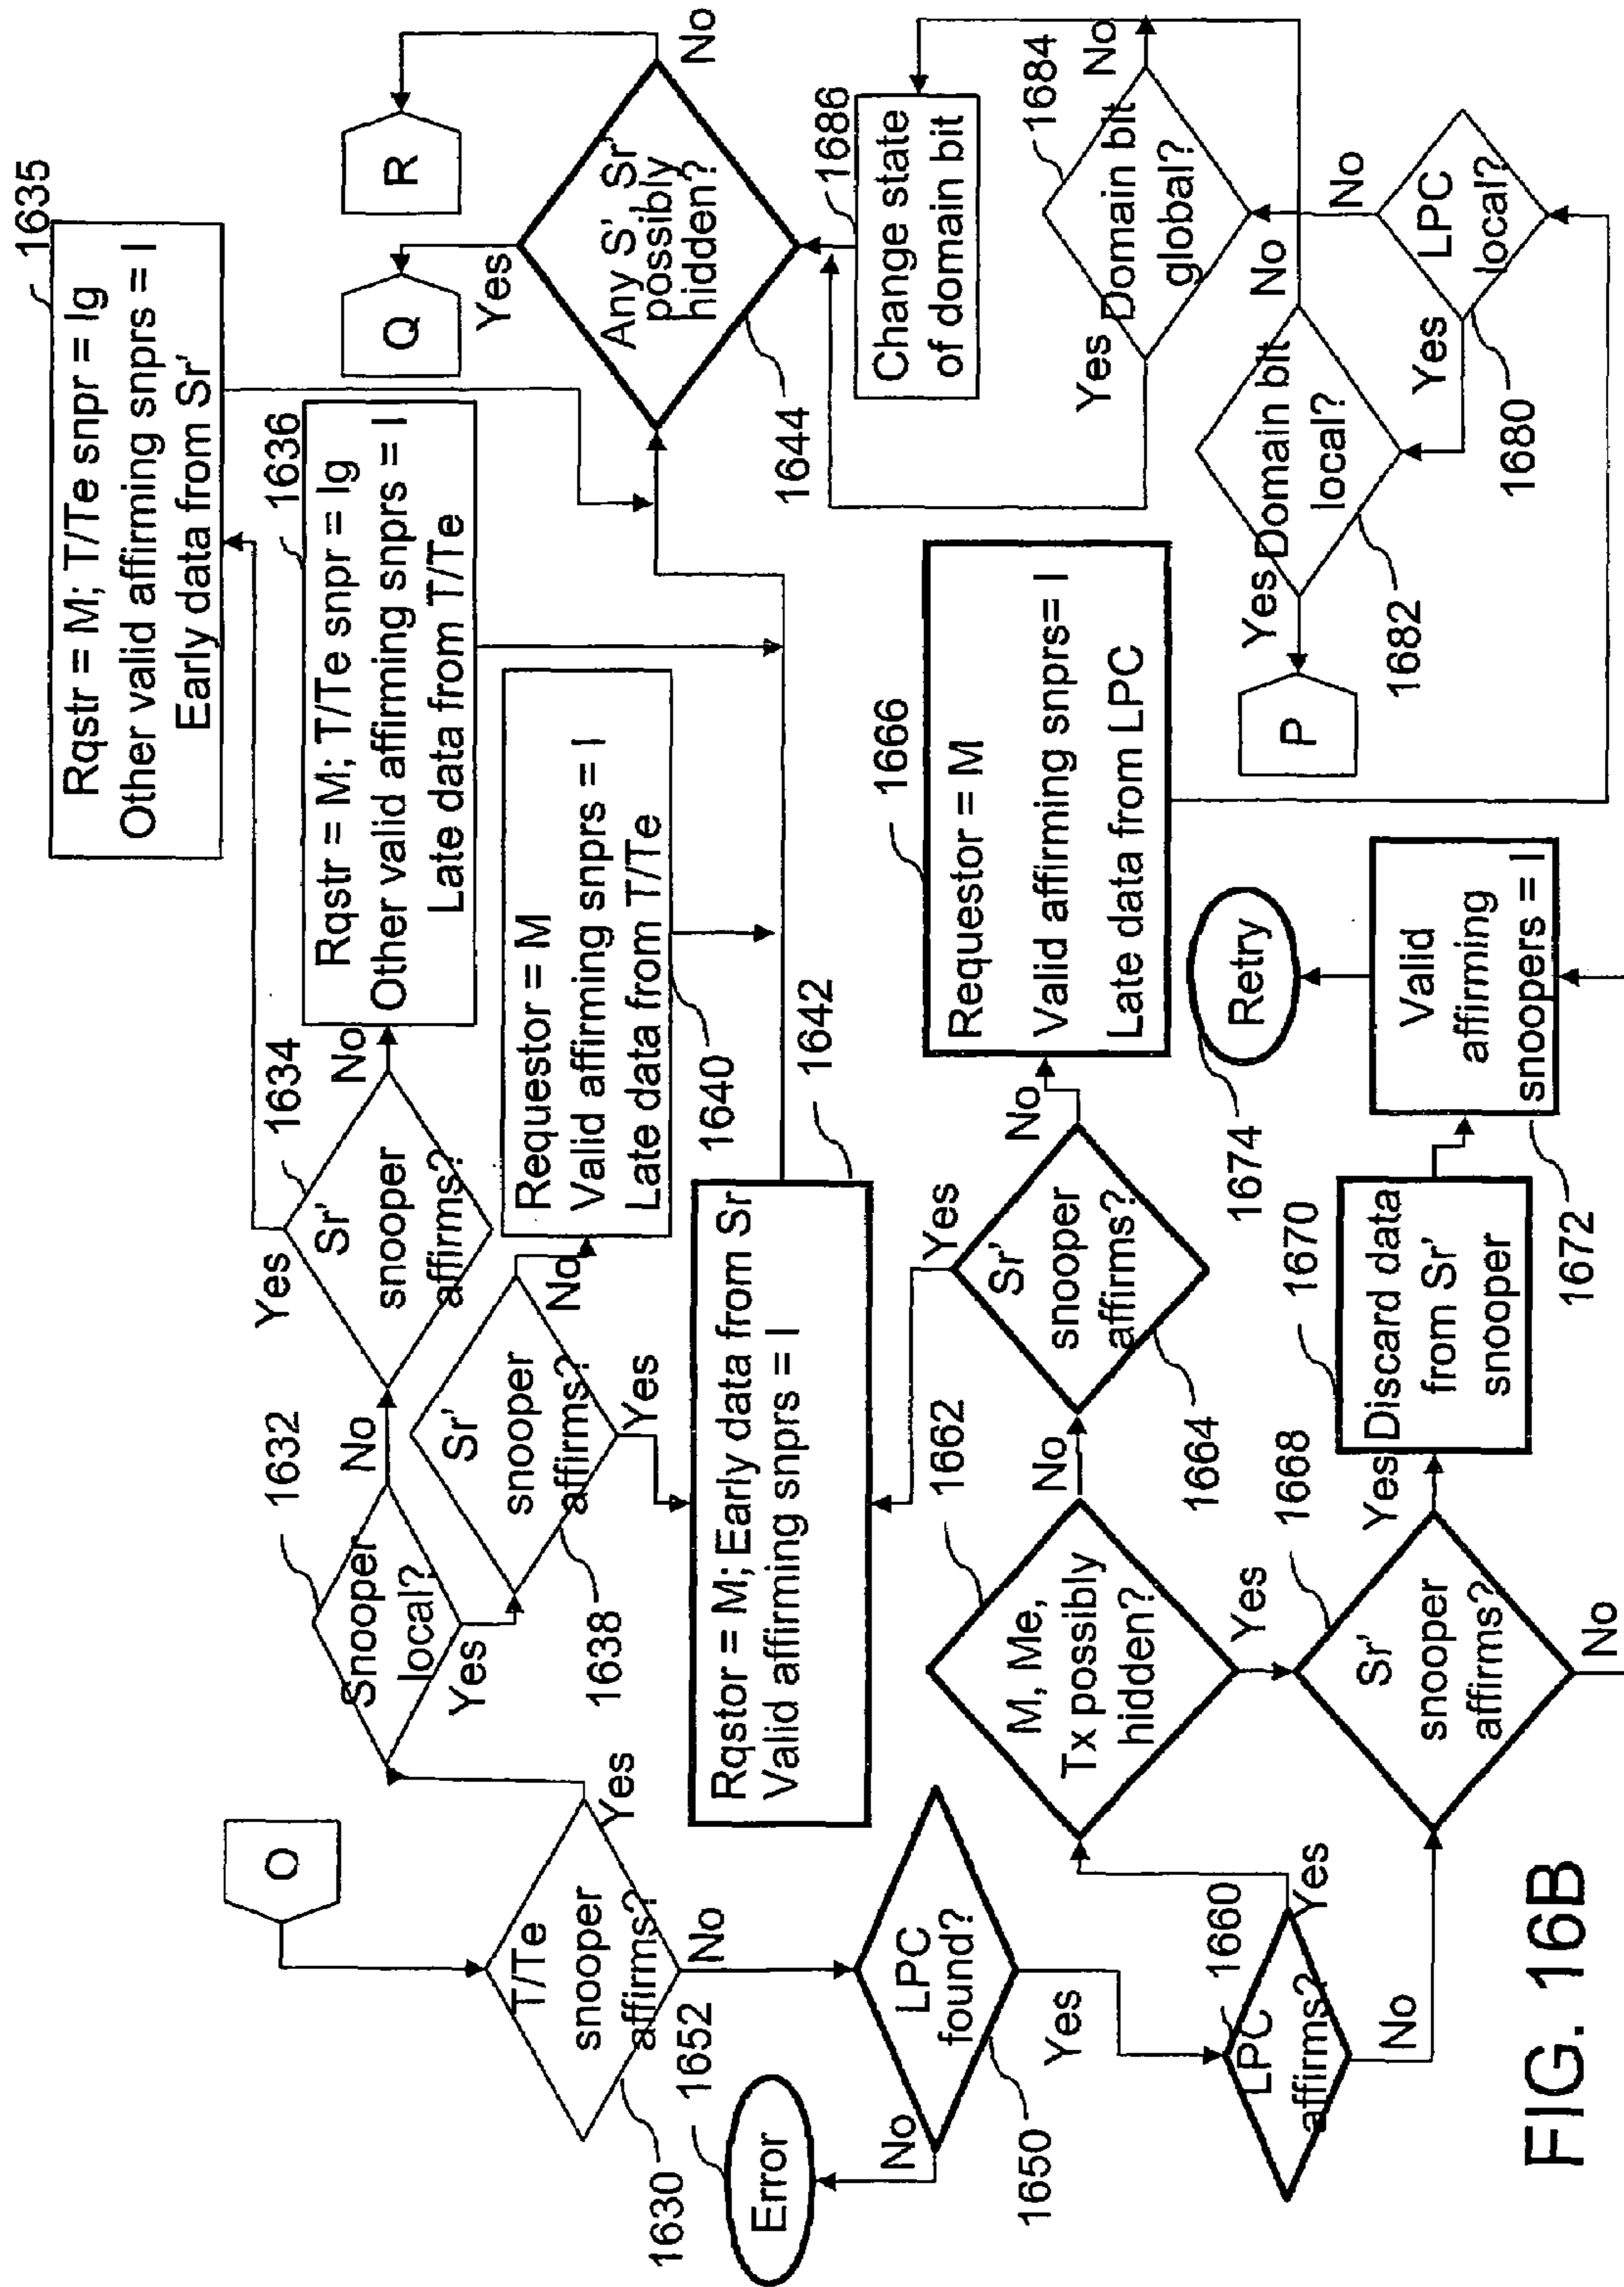 O
T/Te
snooper
affirms?
1630
Yes
No
Snooper
local?
1632
No
Yes
Sr'
snooper
affirms?
1634
Yes
No
Rqstr = M; T/Te snpr = Ig
Other valid affirming snprs = I
Early data from Sr'
1635
Rqstr = M; T/Te snpr = Ig
Other valid affirming snprs = I
Late data from T/Te
1636
Sr'
snooper
affirms?
1638
No
Yes
Requestor = M
Valid affirming snprs = I
Late data from T/Te
1640
Rqstor = M; Early data from Sr'
Valid affirming snprs = I
1642
Any S' Sr'
possibly
hidden?
1644
Yes
No
Q
R
LPC
found?
1650
No
Yes
Error
1652
LPC
affirms?
1660
Yes
No
M, Me,
Tx possibly
hidden?
1662
No
Yes
Sr'
snooper
affirms?
1664
Yes
No
Requestor = M
Valid affirming snprs= I
Late data from LPC
1666
Sr'
snooper
affirms?
1668
Yes
No
Discard data
from Sr'
snooper
1670
Valid
affirming
snoopers = I
1672
Retry
1674
LPC
local?
1680
Yes
No
Domain bit
local?
1682
Yes
No
P
Domain bit
global?
1684
Yes
No
Change state
of domain bit
1686
FIG. 16B